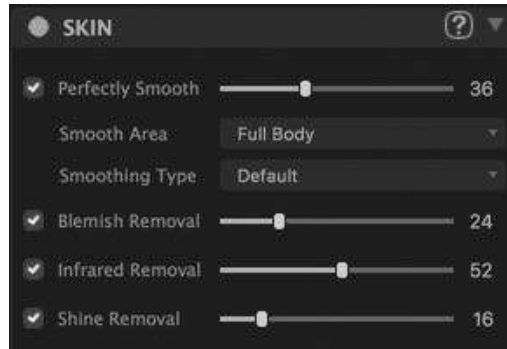 SKIN ?
Perfectly Smooth 36
Smooth Area Full Body
Smoothing Type Default
Blemish Removal 24
Infrared Removal 52
Shine Removal 16